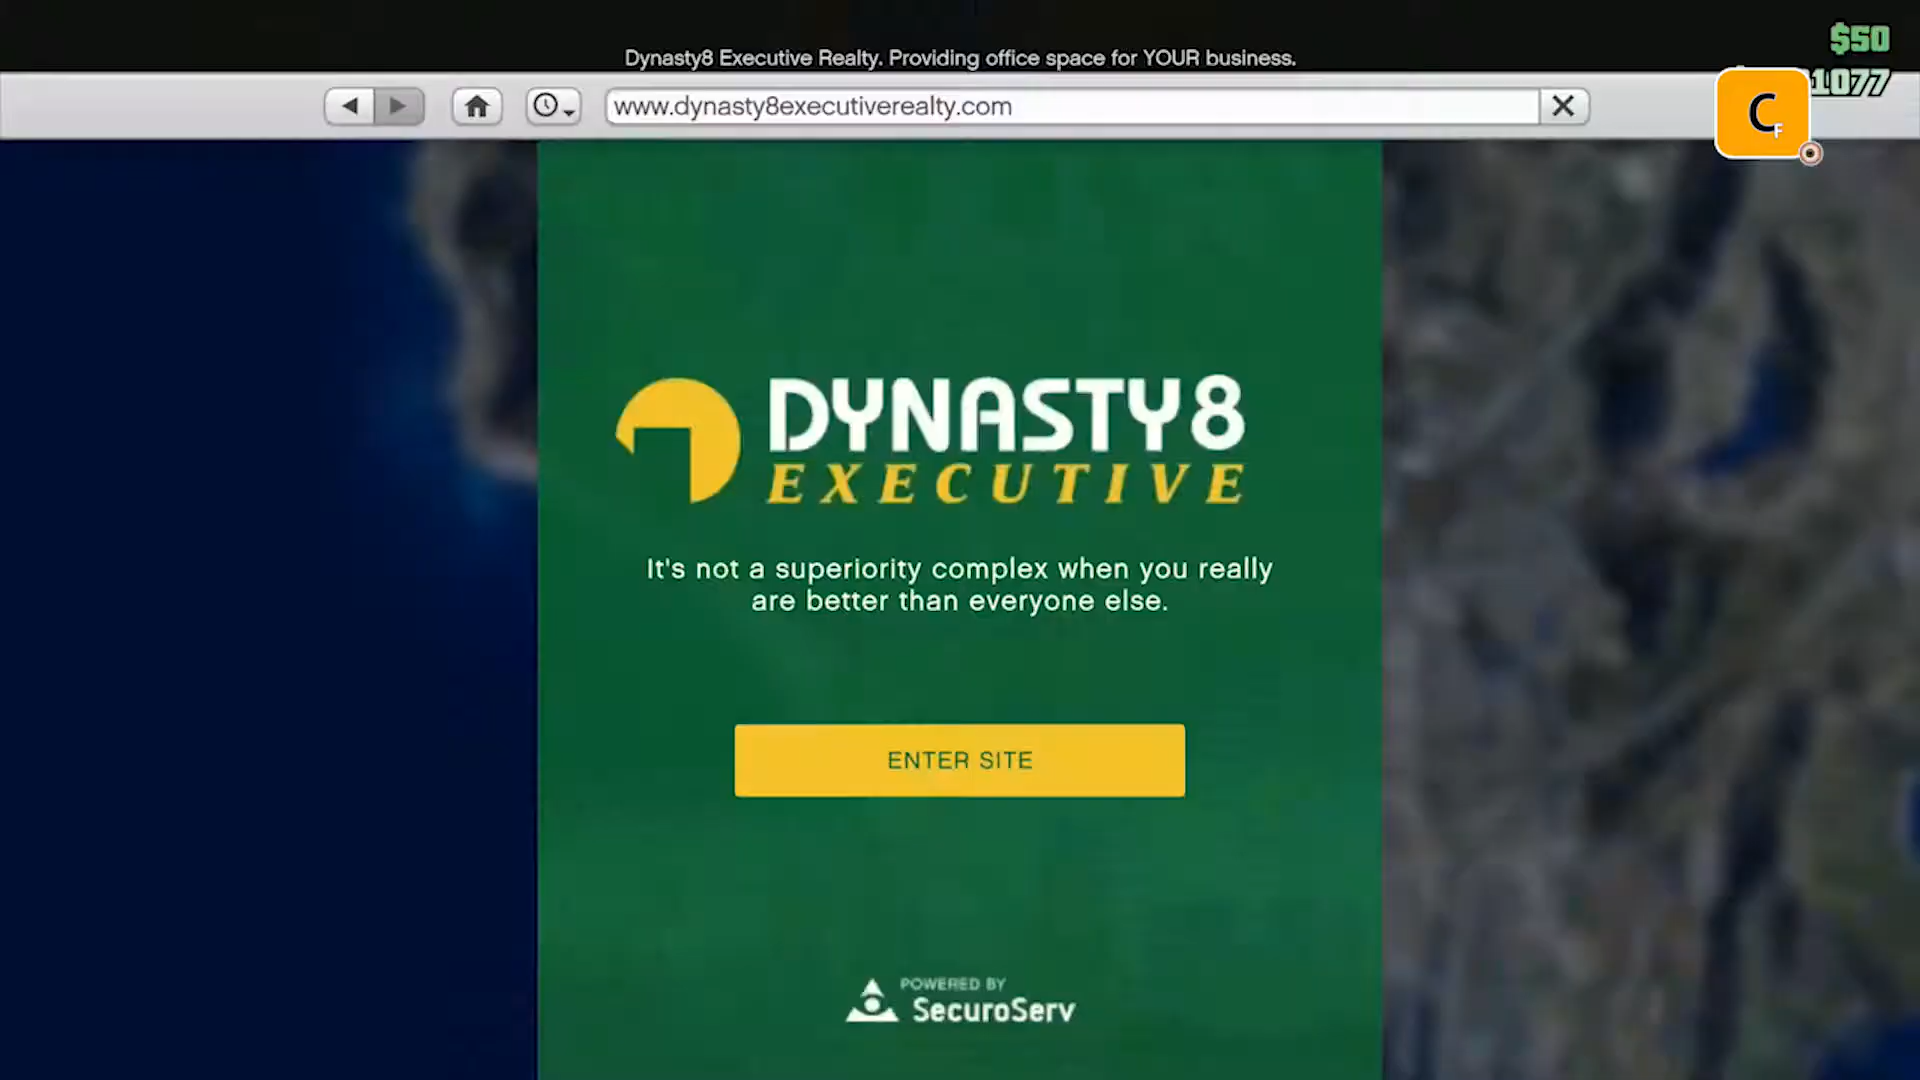 $50
Dynasty8 Executive Realty. Providing office space for YOUR business.
1077
www.dynasty8executiverealty.com
C
F
DYNASTY8
EXECUTIVE
It's not a superiority complex when you really
are better than everyone else.
ENTER SITE
POWERED BY
SecuroServ